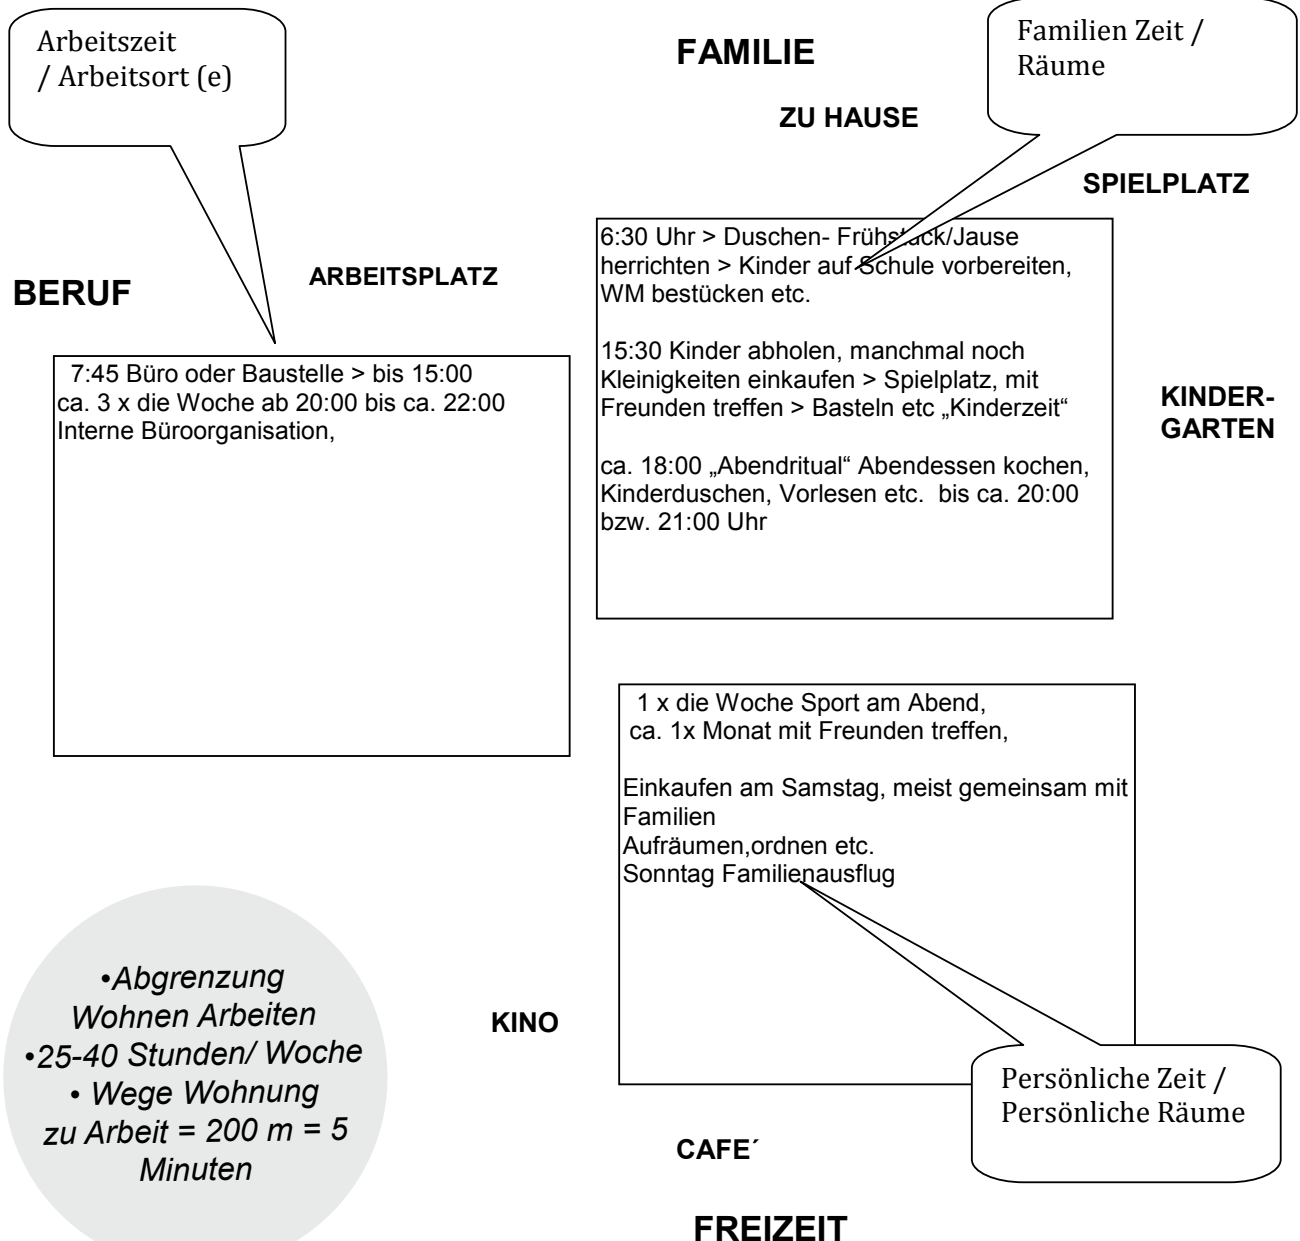 Arbeitszeit
/ Arbeitsort (e)
FAMILIE
Familien Zeit /
Räume
ZU HAUSE
SPIELPLATZ
BERUF
ARBEITSPLATZ
6:30 Uhr > Duschen- Frühstück/Jause
herrichten > Kinder auf Schule vorbereiten,
WM bestücken etc.
15:30 Kinder abholen, manchmal noch
Kleinigkeiten einkaufen > Spielplatz, mit
Freunden treffen > Basteln etc „Kinderzeit“
ca. 18:00 „Abendritual“ Abendessen kochen,
Kinderduschen, Vorlesen etc. bis ca. 20:00
bzw. 21:00 Uhr
7:45 Büro oder Baustelle > bis 15:00
ca. 3 x die Woche ab 20:00 bis ca. 22:00
Interne Büroorganisation,
KINDER-
GARTEN
1 x die Woche Sport am Abend,
ca. 1x Monat mit Freunden treffen,
Einkaufen am Samstag, meist gemeinsam mit
Familien
Aufräumen,ordnen etc.
Sonntag Familienausflug
•Abgrenzung
Wohnen Arbeiten
•25-40 Stunden/ Woche
• Wege Wohnung
zu Arbeit = 200 m = 5
Minuten
KINO
Persönliche Zeit /
Persönliche Räume
CAFE´
FREIZEIT